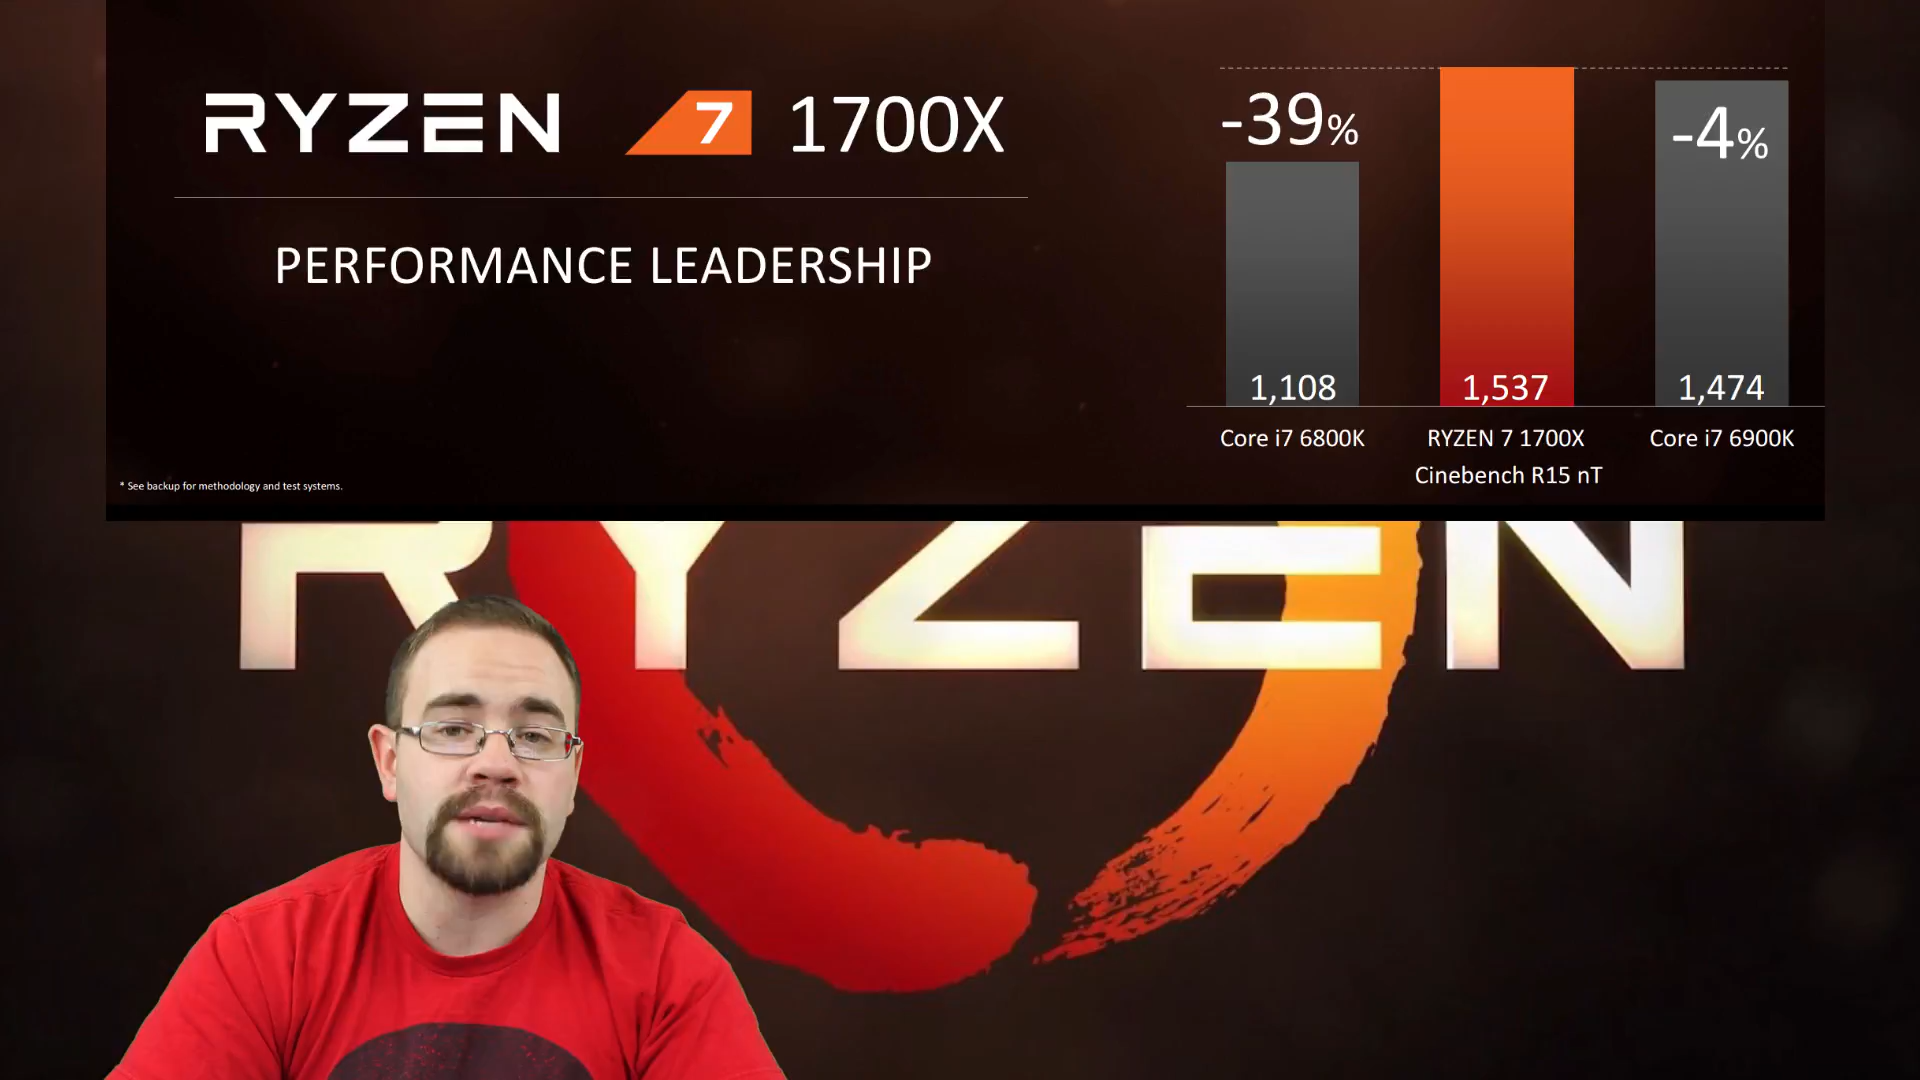 RYZEN 7 1700X
PERFORMANCE LEADERSHIP
* See backup for methodology and test systems.
-39%
-4%
1,108
1,537
1,474
Core i7 6800K
RYZEN 7 1700X
Core i7 6900K
Cinebench R15 nT
RYZEN